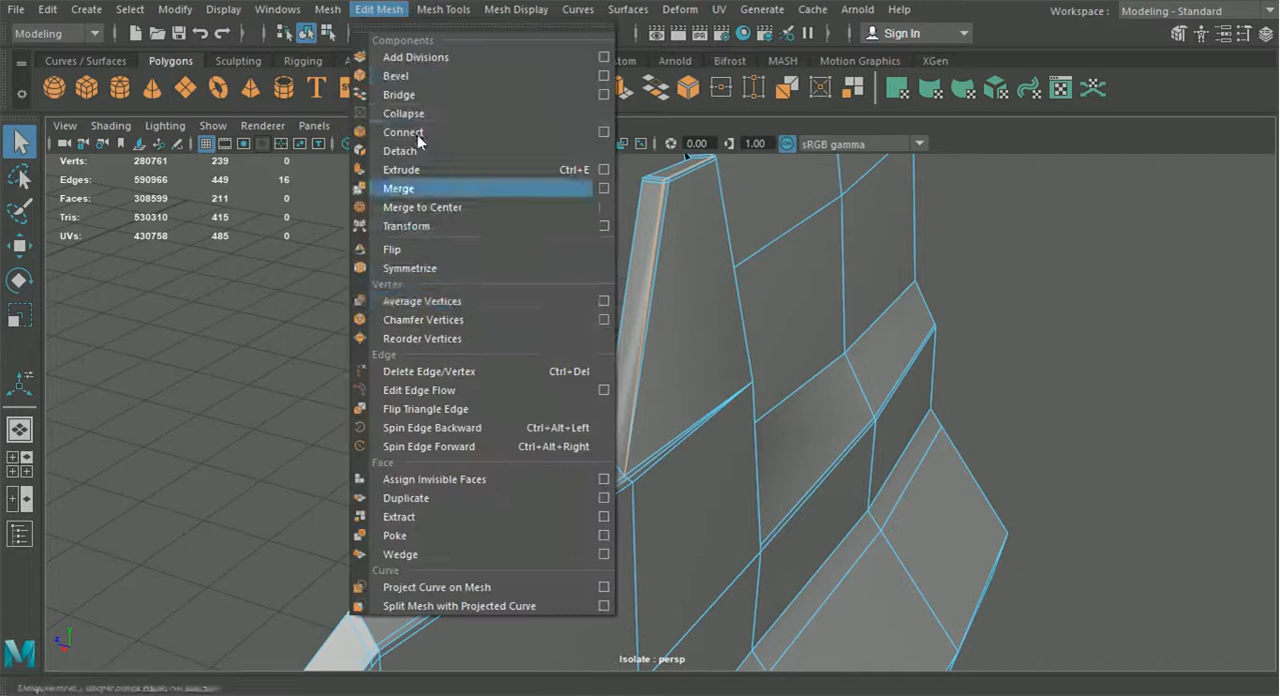 File Edit Create Select Modify Display Windows Mesh Edit Mesh Mesh Tools Mesh Display Curves Surfaces Deform UV Generate Cache Arnold Help Workspace: Modeling - Standard
Modeling Sign In
Curves / Surfaces Polygons Sculpting Rigging tom Arnold Bifrost MASH Motion Graphics XGen
T
View Shading Lighting Show Renderer Panels
0.00 1.00 sRGB gamma
Verts: 280761 239 0
Edges: 590966 449 16
Faces: 308599 211 0
Tris: 530310 415 0
UVs: 430758 485 0
Components
Add Divisions
Bevel
Bridge
Collapse
Connect
Detach
Extrude Ctrl+E
Merge
Merge to Center
Transform
Flip
Symmetrize
Vertex
Average Vertices
Chamfer Vertices
Reorder Vertices
Edge
Delete Edge/Vertex Ctrl+Del
Edit Edge Flow
Flip Triangle Edge
Spin Edge Backward Ctrl+Alt+Left
Spin Edge Forward Ctrl+Alt+Right
Face
Assign Invisible Faces
Duplicate
Extract
Poke
Wedge
Curve
Project Curve on Mesh
Split Mesh with Projected Curve
Isolate : persp